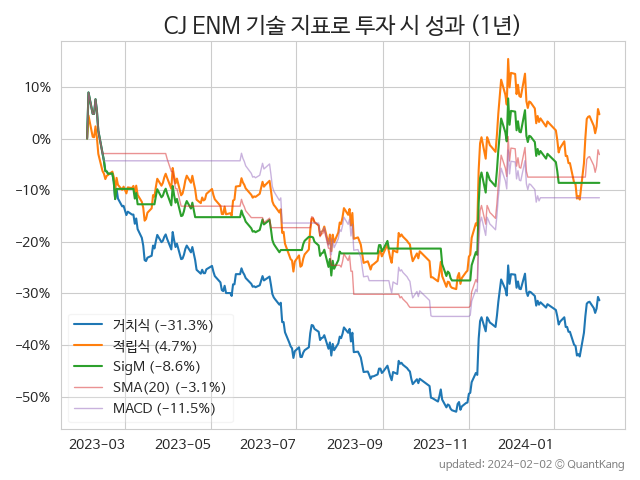 CJ ENM 기술 지표로 투자 시 성과 (1년)
10%
0%
−10%
−20%
−30%
−40%
−50%
거치식 (−31.3%)
적립식 (4.7%)
SigM (−8.6%)
SMA(20) (−3.1%)
MACD (−11.5%)
2023-03 2023-05 2023-07 2023-09 2023-11 2024-01
updated: 2024-02-02 © QuantKang